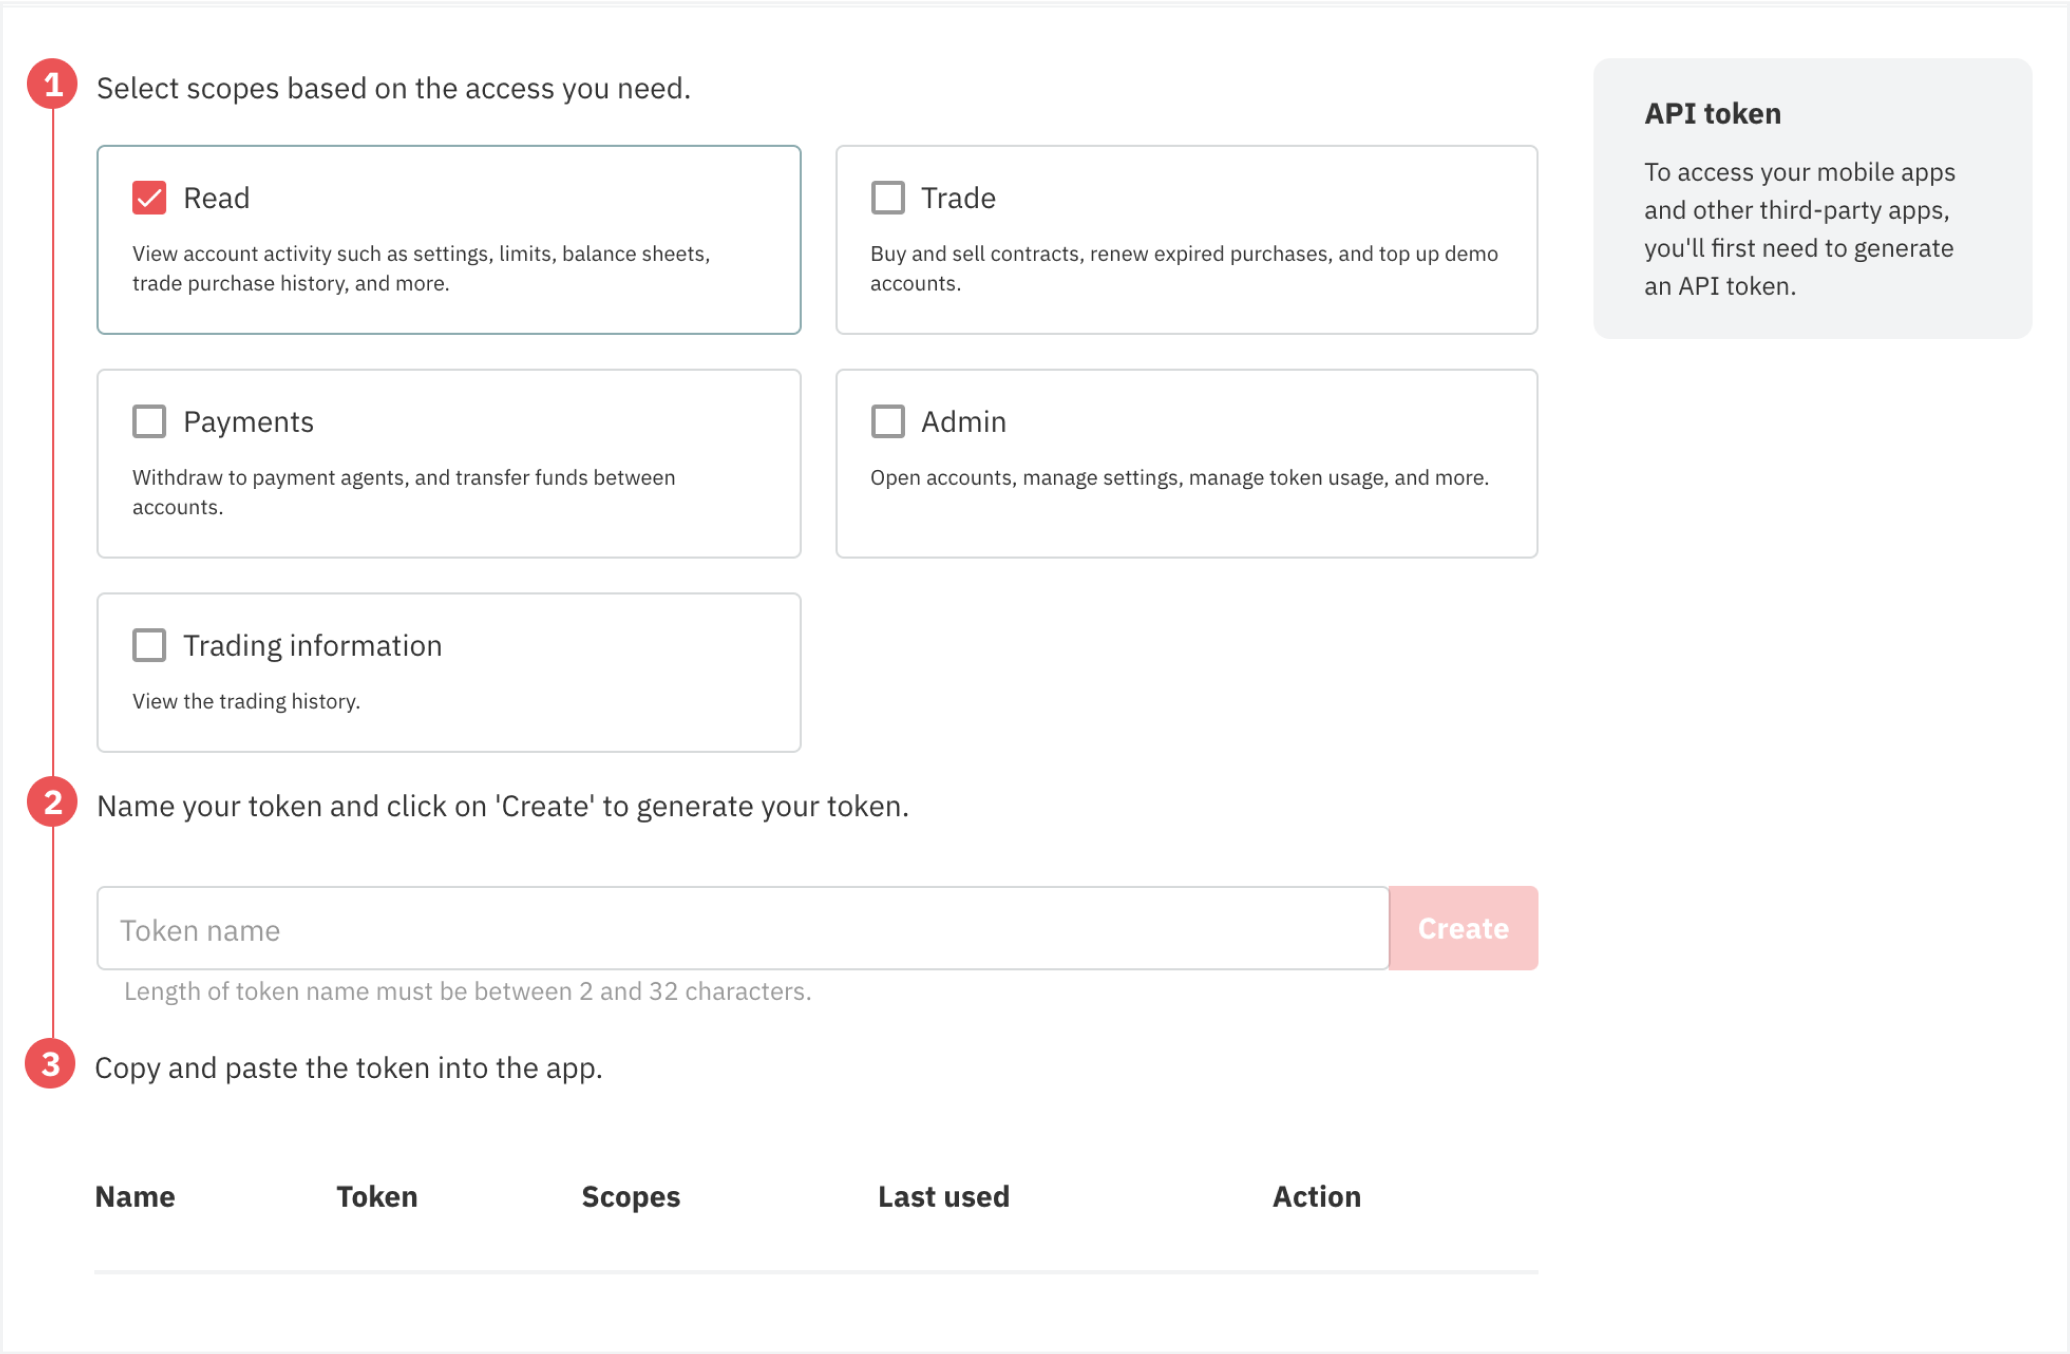 1 Select scopes based on the access you need.
Read
View account activity such as settings, limits, balance sheets,
trade purchase history, and more.
Trade
Buy and sell contracts, renew expired purchases, and top up demo
accounts.
Payments
Withdraw to payment agents, and transfer funds between
accounts.
Admin
Open accounts, manage settings, manage token usage, and more.
Trading information
View the trading history.
2 Name your token and click on 'Create' to generate your token.
Token name
Create
Length of token name must be between 2 and 32 characters.
3 Copy and paste the token into the app.
Name Token Scopes Last used Action
API token
To access your mobile apps
and other third-party apps,
you'll first need to generate
an API token.